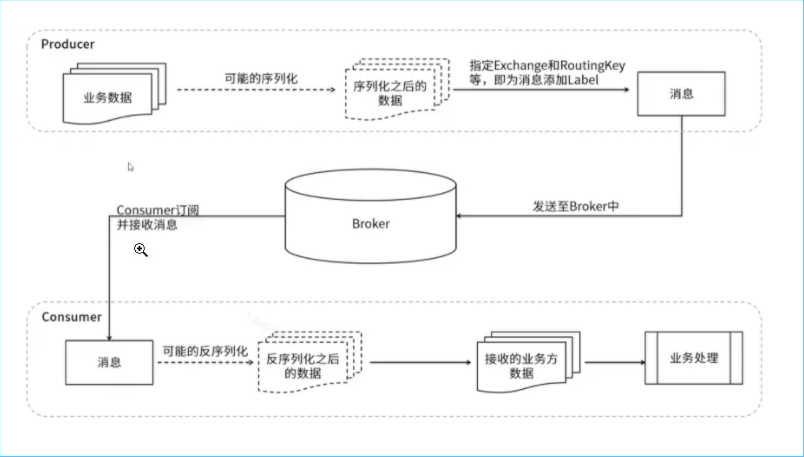 Producer
业务数据
可能的序列化
序列化之后的
数据
指定Exchange和RoutingKey
等，即为消息添加Label
消息
Consumer订阅
并接收消息
Broker
发送至Broker中
Consumer
消息
可能的反序列化
反序列化之后
的数据
接收的业务方
数据
业务处理